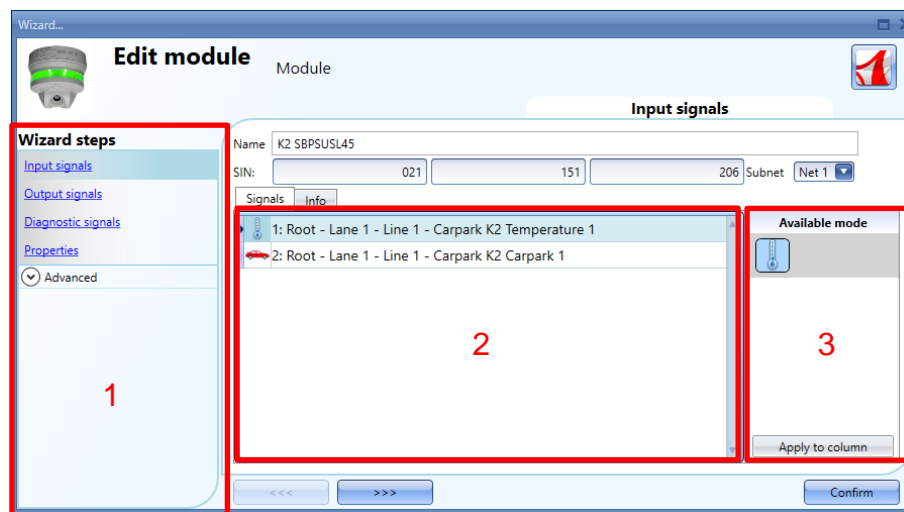 Wizard...
Edit module
Module
Input signals
Wizard steps
Input signals
Output signals
Diagnostic signals
Properties
Advanced
1
Name K2 SBPSUSL45
SIN: 021 151 206 Subnet Net 1
Signals Info
1: Root - Lane 1 - Line 1 - Carpark K2 Temperature 1
2: Root - Lane 1 - Line 1 - Carpark K2 Carpark 1
2
Available mode
3
Apply to column
<<< >>> Confirm